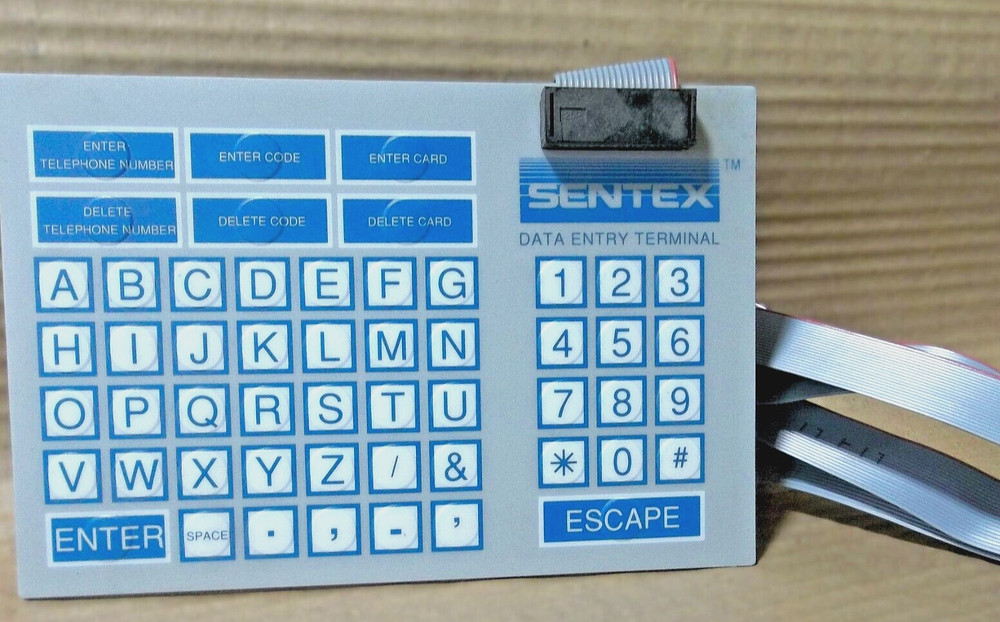 ENTER
TELEPHONE NUMBER
ENTER CODE
ENTER CARD
DELETE
TELEPHONE NUMBER
DELETE CODE
DELETE CARD
SENTEX TM
DATA ENTRY TERMINAL
A B C D E F G
H I J K L M N
O P Q R S T U
V W X Y Z / &
ENTER SPACE . , - ’
1 2 3
4 5 6
7 8 9
* 0 #
ESCAPE